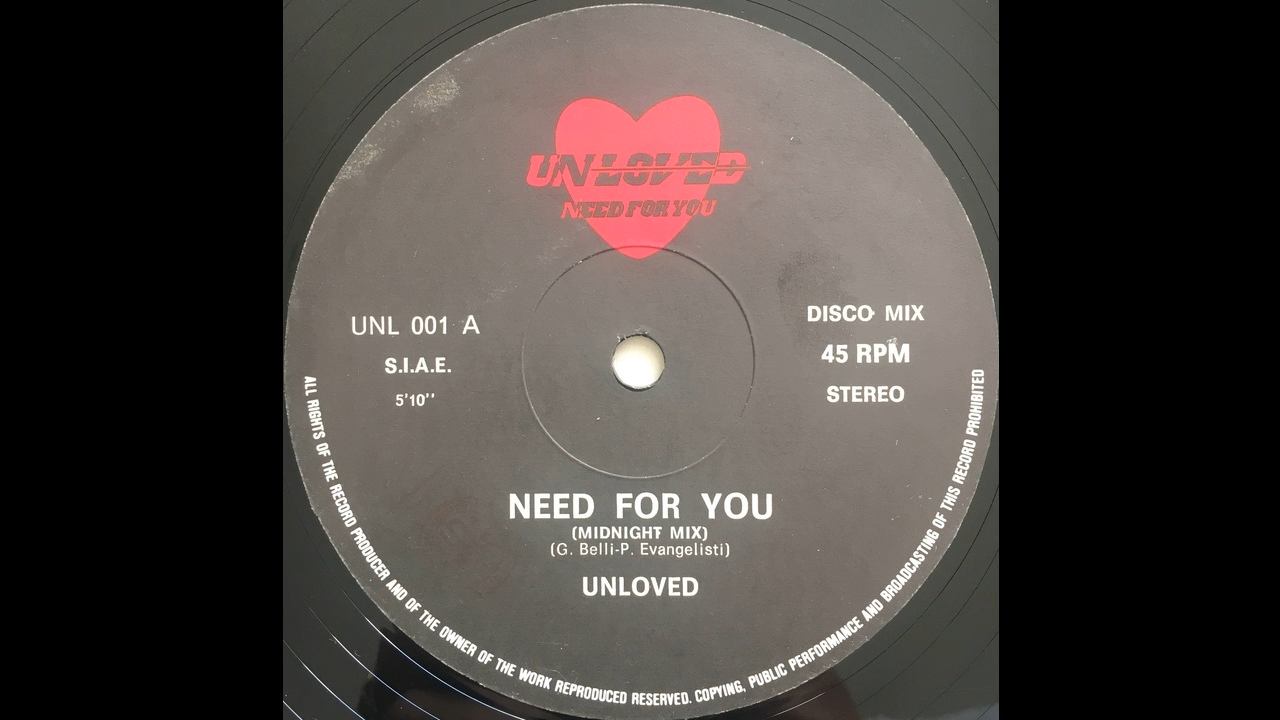 UNLOVED
NEED FOR YOU
UNL 001 A
S.I.A.E.
5'10''
DISCO MIX
45 RPM
STEREO
NEED FOR YOU
(MIDNIGHT MIX)
(G. Belli-P. Evangelisti)
UNLOVED
ALL RIGHTS OF THE RECORD PRODUCER AND OF THE OWNER OF THE WORK REPRODUCED RESERVED. COPYING, PUBLIC PERFORMANCE AND BROADCASTING OF THIS RECORD PROHIBITED